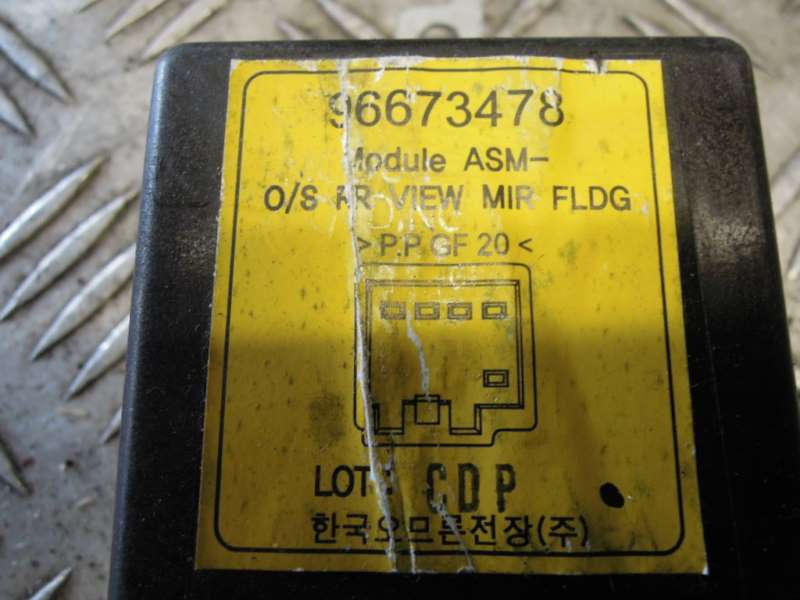 96673478
Module ASM-
O/S RR VIEW MIR FLDG
>P.P GF 20<
LOT: CDP
한국오므론전장(주)